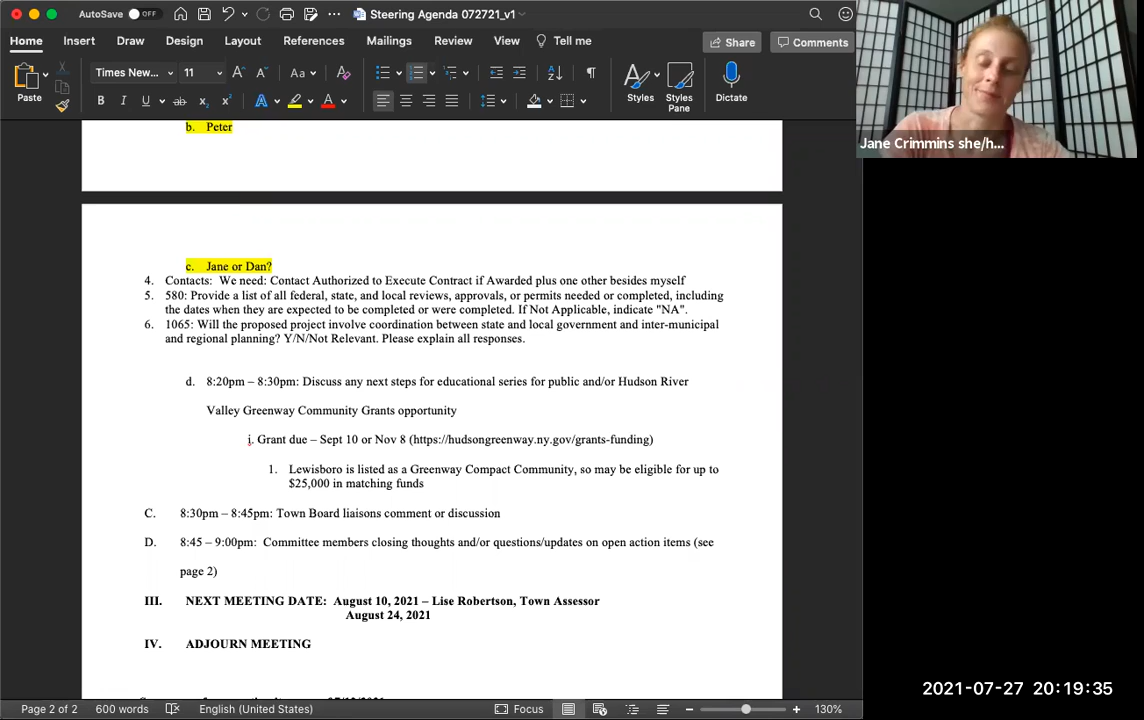 AutoSave OFF Steering Agenda 072721_v1
Home Insert Draw Design Layout References Mailings Review View Tell me Share Comments
Paste Times New... 11 Aa Styles Styles Pane Dictate
B I U ab x₂ x² A A
b. Peter
c. Jane or Dan?
4. Contacts: We need: Contact Authorized to Execute Contract if Awarded plus one other besides myself
5. 580: Provide a list of all federal, state, and local reviews, approvals, or permits needed or completed, including
the dates when they are expected to be completed or were completed. If Not Applicable, indicate "NA".
6. 1065: Will the proposed project involve coordination between state and local government and inter-municipal
and regional planning? Y/N/Not Relevant. Please explain all responses.
d. 8:20pm – 8:30pm: Discuss any next steps for educational series for public and/or Hudson River
Valley Greenway Community Grants opportunity
i. Grant due – Sept 10 or Nov 8 (https://hudsongreenway.ny.gov/grants-funding)
1. Lewisboro is listed as a Greenway Compact Community, so may be eligible for up to
$25,000 in matching funds
C. 8:30pm – 8:45pm: Town Board liaisons comment or discussion
D. 8:45 – 9:00pm: Committee members closing thoughts and/or questions/updates on open action items (see
page 2)
III. NEXT MEETING DATE: August 10, 2021 – Lise Robertson, Town Assessor
August 24, 2021
IV. ADJOURN MEETING
Page 2 of 2 600 words English (United States) Focus 130%
Jane Crimmins she/h...
2021-07-27 20:19:35